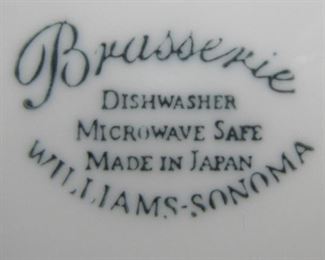 Brasserie
DISHWASHER
MICROWAVE SAFE
MADE IN JAPAN
WILLIAMS-SONOMA